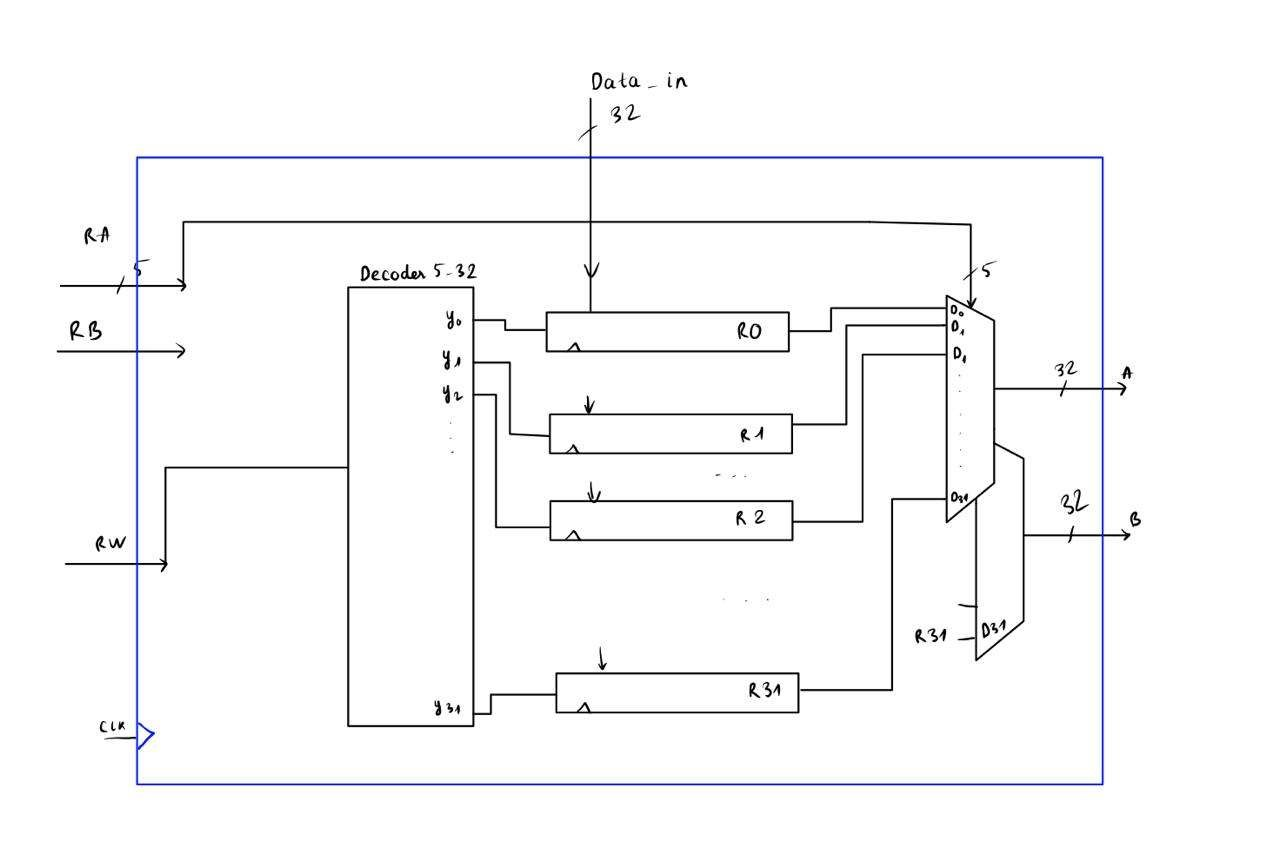 Data_in
32
RA
5
Decoder 5-32
5
RB
y0
R0
D0
y1
D1
y2
D1
32
A
R1
R2
D31
32
B
RW
R31
D31
y31
R31
CLK